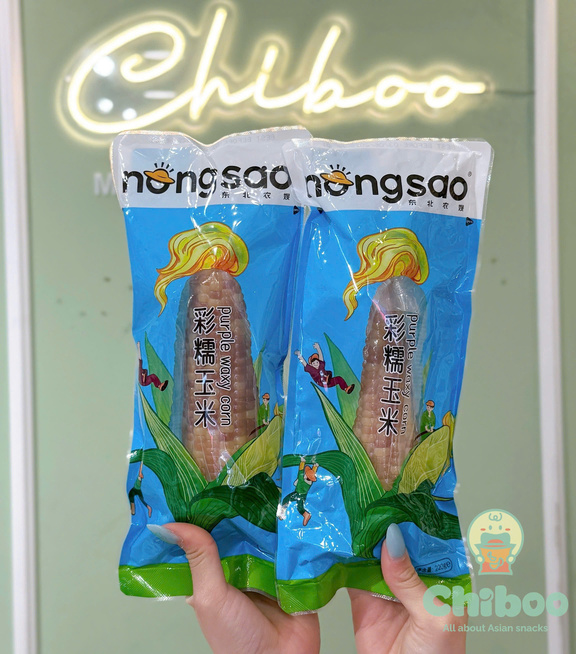 Chiboo
nongsao
东北农嫂
彩糯玉米
purple waxy corn
nongsao®
东北农嫂
彩糯玉米
purple waxy corn
Chiboo
All about Asian snacks